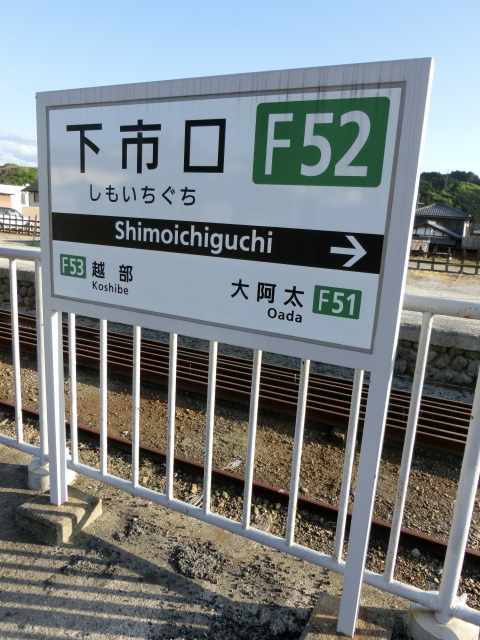 下市口 F52
しもいちぐち
Shimoichiguchi →
F53 越部
Koshibe
大阿太 F51
Oada